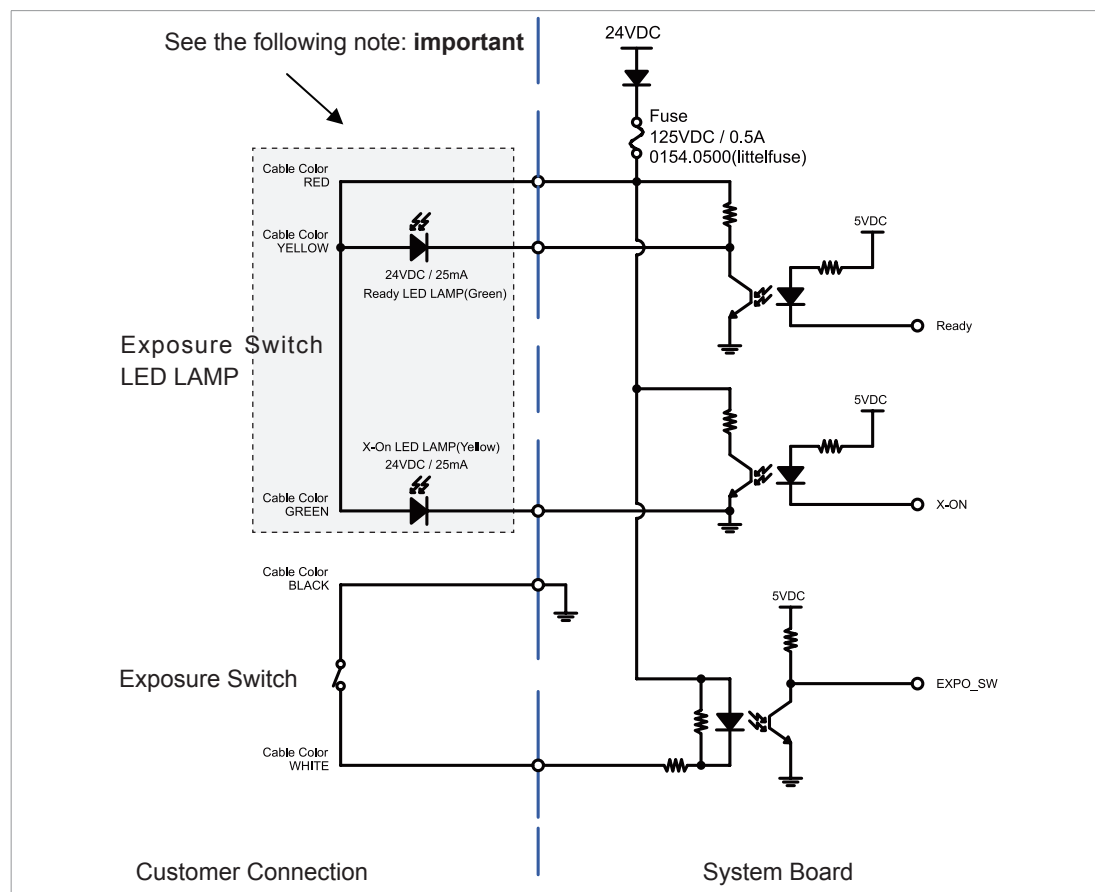 See the following note: important
24VDC
Fuse
125VDC / 0.5A
0154.0500(littelfuse)
Cable Color
RED
Cable Color
YELLOW
5VDC
24VDC / 25mA
Ready LED LAMP(Green)
Ready
Exposure Switch
LED LAMP
5VDC
X-On LED LAMP(Yellow)
24VDC / 25mA
Cable Color
GREEN
X-ON
Cable Color
BLACK
5VDC
Exposure Switch
EXPO_SW
Cable Color
WHITE
Customer Connection
System Board